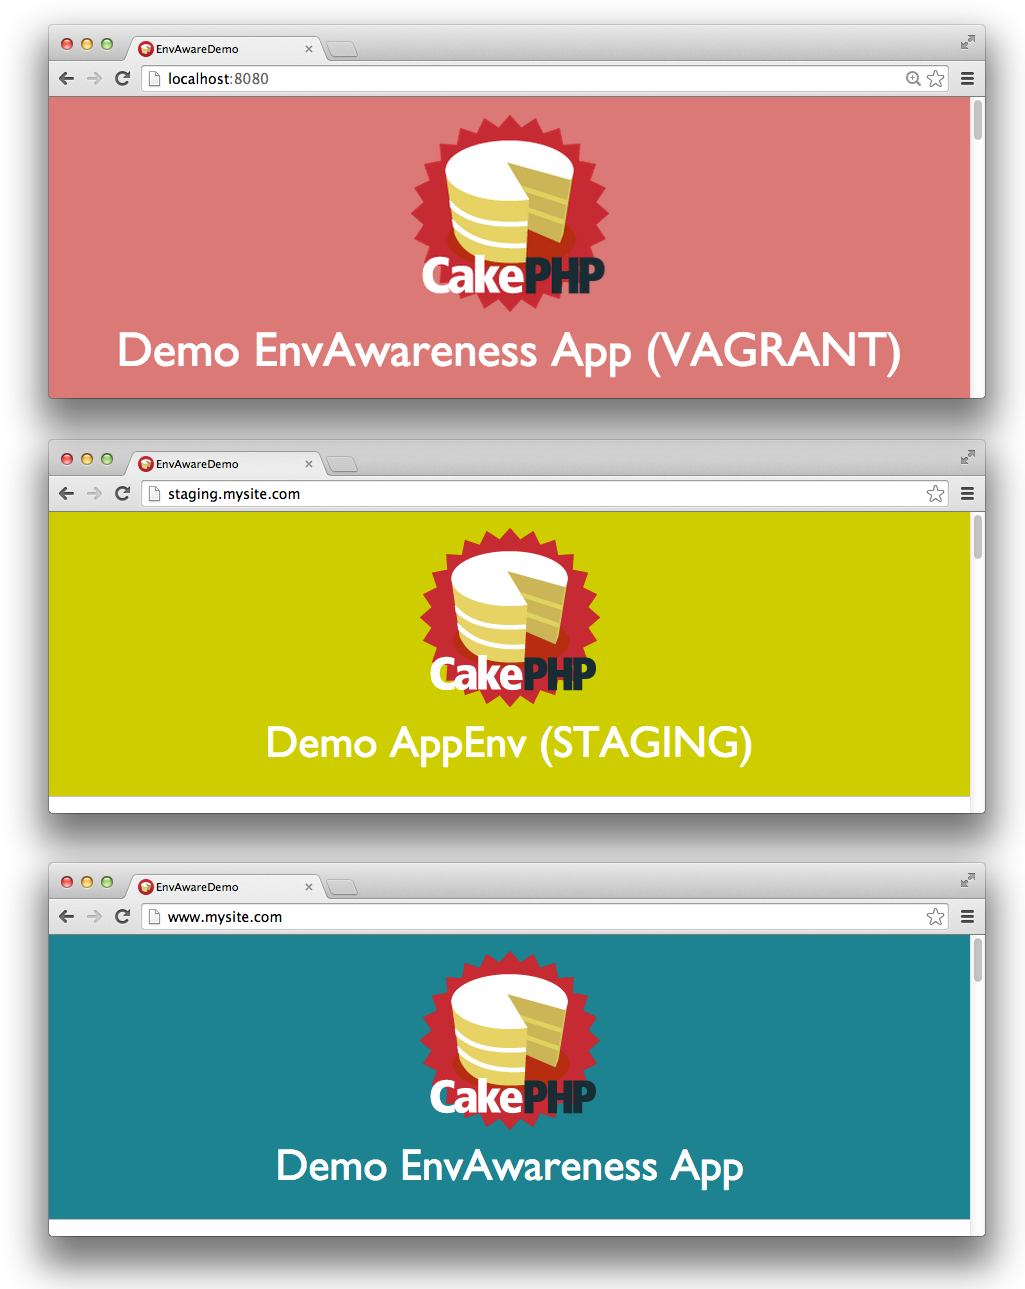 EnvAwareDemo
localhost:8080
CakePHP
Demo EnvAwareness App (VAGRANT)
EnvAwareDemo
staging.mysite.com
CakePHP
Demo AppEnv (STAGING)
EnvAwareDemo
www.mysite.com
CakePHP
Demo EnvAwareness App